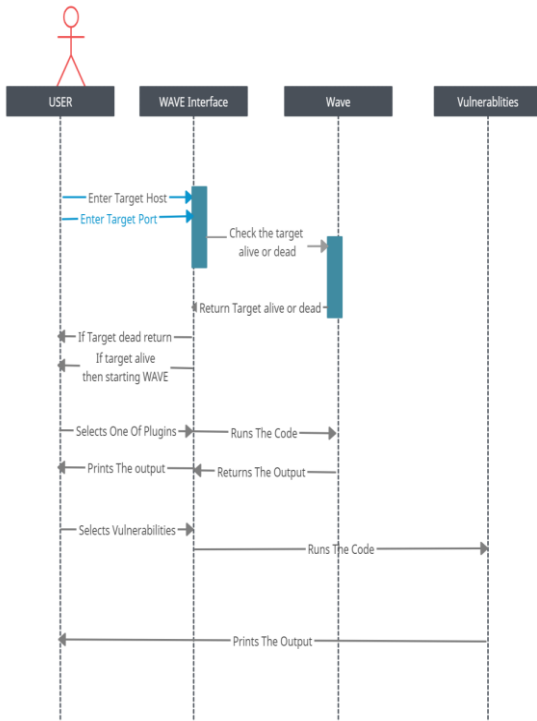 USER
WAVE Interface
Wave
Vulnerablities
Enter Target Host
Enter Target Port
Check the target
alive or dead
Return Target alive or dead
If Target dead return
If target alive
then starting WAVE
Selects One Of Plugins
Runs The Code
Prints The output
Returns The Output
Selects Vulnerabilities
Runs The Code
Prints The Output